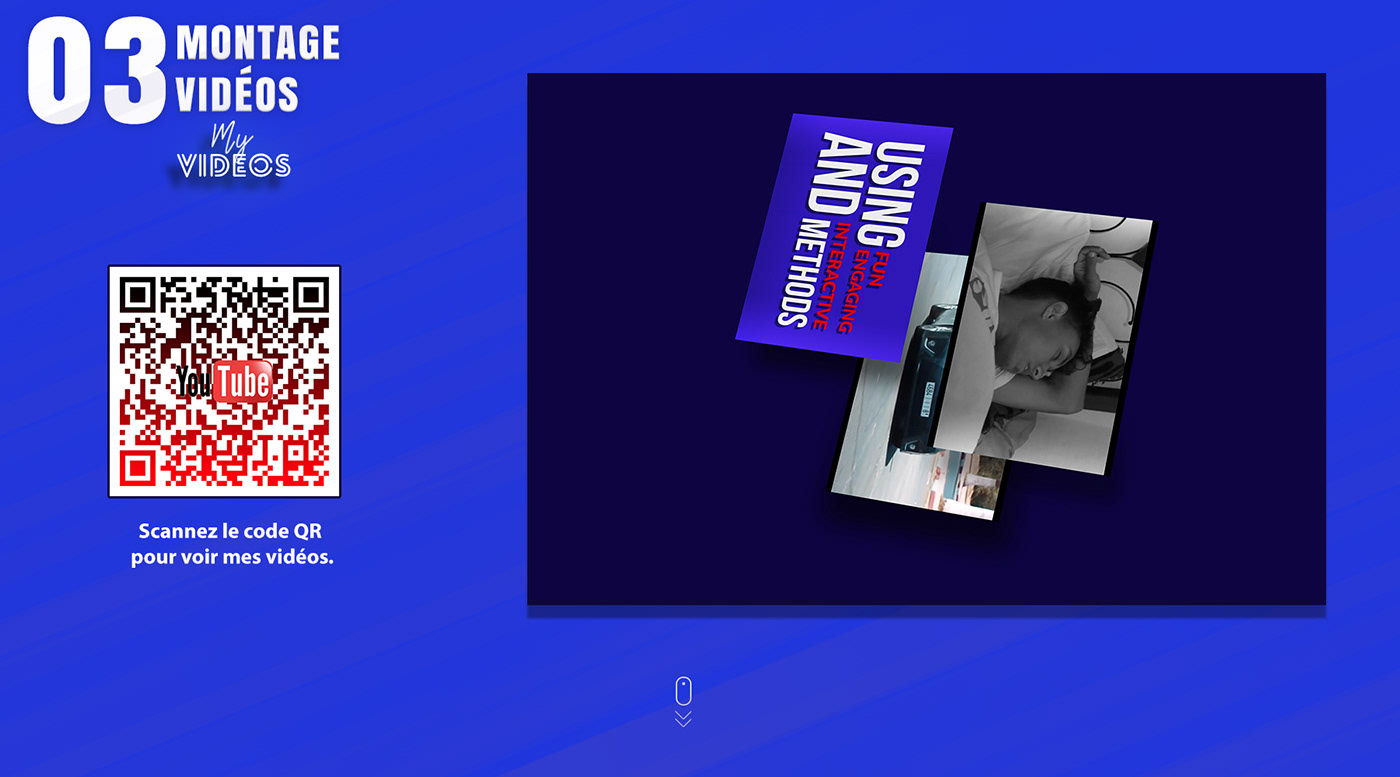 03
MONTAGE
VIDÉOS
My
VIDEOS
YouTube
Scannez le code QR
pour voir mes vidéos.
USING FUN
ENGAGING
INTERACTIVE
AND METHODS